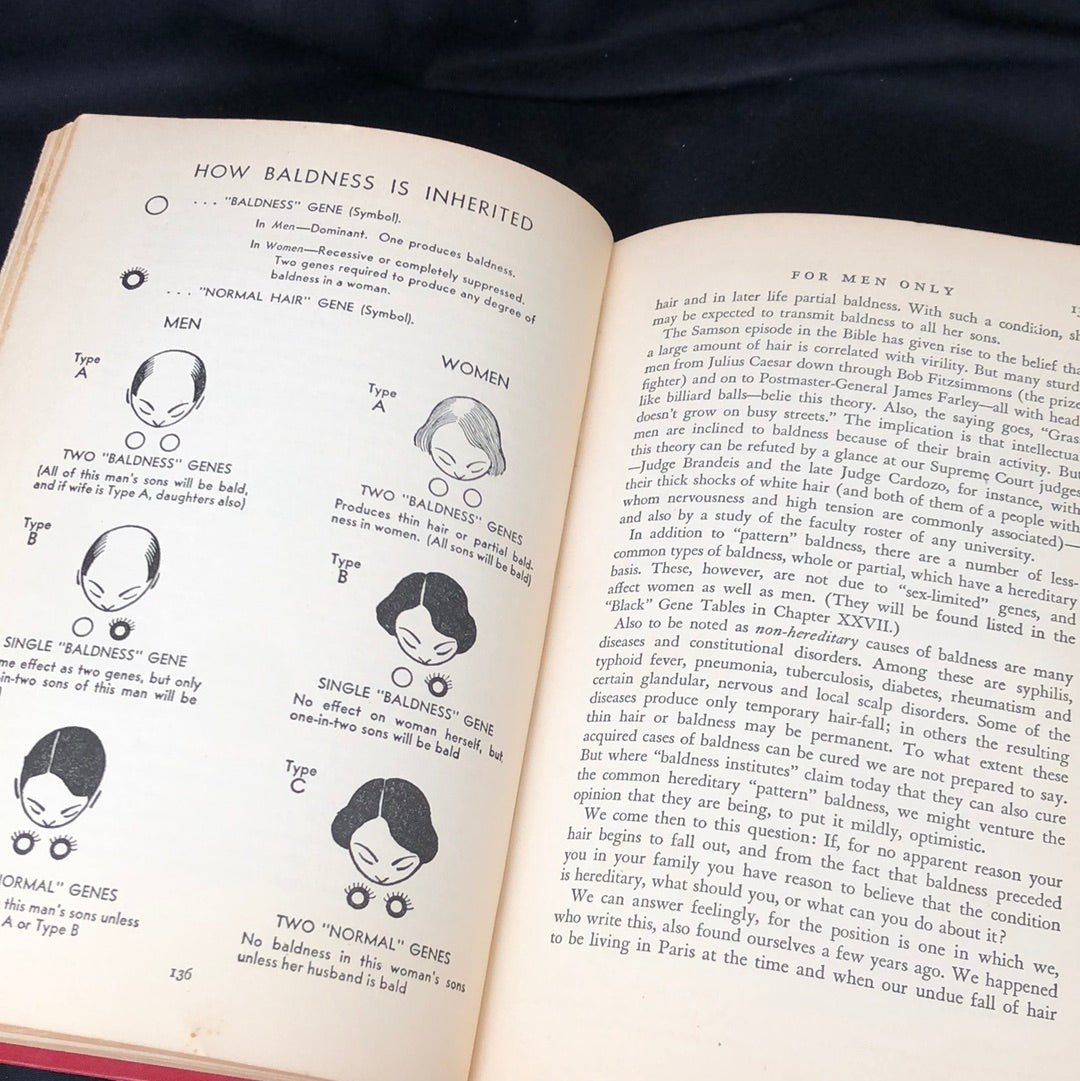 HOW BALDNESS IS INHERITED
. . . "BALDNESS" GENE (Symbol).
In Men—Dominant. One produces baldness.
In Women—Recessive or completely suppressed.
Two genes required to produce any degree of
baldness in a woman.
. . . "NORMAL HAIR" GENE (Symbol).
MEN
Type
A
TWO "BALDNESS" GENES
(All of this man's sons will be bald,
and if wife is Type A, daughters also)
Type
B
SINGLE "BALDNESS" GENE
effect as two genes, but only
in-two sons of this man will be
GENES
this man's sons unless
A or Type B
WOMEN
Type
A
TWO "BALDNESS" GENES
Produces thin hair or partial bald-
ness in women. (All sons will be bald)
Type
B
SINGLE "BALDNESS" GENE
No effect on woman herself, but
one-in-two sons will be bald
Type
C
TWO "NORMAL" GENES
No baldness in this woman's sons
unless her husband is bald
136
FOR MEN ONLY
hair and in later life partial baldness. With such a condition,
may be expected to transmit baldness to all her sons.
The Samson episode in the Bible has given rise to the belief
a large amount of hair is correlated with virility. But many
men from Julius Caesar down through Bob Fitzsimmons (the
fighter) and on to Postmaster-General James Farley—all with
like billiard balls—belie this theory. Also, the saying goes,
doesn't grow on busy streets." The implication is that
men are inclined to baldness because of their brain activity. But
this theory can be refuted by a glance at our Supreme Court judges
—Judge Brandeis and the late Judge Cardozo, for instance, with
their thick shocks of white hair (and both of them of a people with
whom nervousness and high tension are commonly associated)—
and also by a study of the faculty roster of any university.
In addition to "pattern" baldness, there are a number of less-
common types of baldness, whole or partial, which have a hereditary
basis. These, however, are not due to "sex-limited" genes, and
affect women as well as men. (They will be found listed in the
"Black" Gene Tables in Chapter XXVII.)
Also to be noted as non-hereditary causes of baldness are many
diseases and constitutional disorders. Among these are syphilis,
typhoid fever, pneumonia, tuberculosis, diabetes, rheumatism and
certain glandular, nervous and local scalp disorders. Some of the
diseases produce only temporary hair-fall; in others the resulting
thin hair or baldness may be permanent. To what extent these
acquired cases of baldness can be cured we are not prepared to say.
But where "baldness institutes" claim today that they can also cure
the common hereditary "pattern" baldness, we might venture the
opinion that they are being, to put it mildly, optimistic.
We come then to this question: If, for no apparent reason your
hair begins to fall out, and from the fact that baldness preceded
you in your family you have reason to believe that the condition
is hereditary, what should you, or what can you do about it?
We can answer feelingly, for the position is one in which we,
who write this, also found ourselves a few years ago. We happened
to be living in Paris at the time and when our undue fall of hair